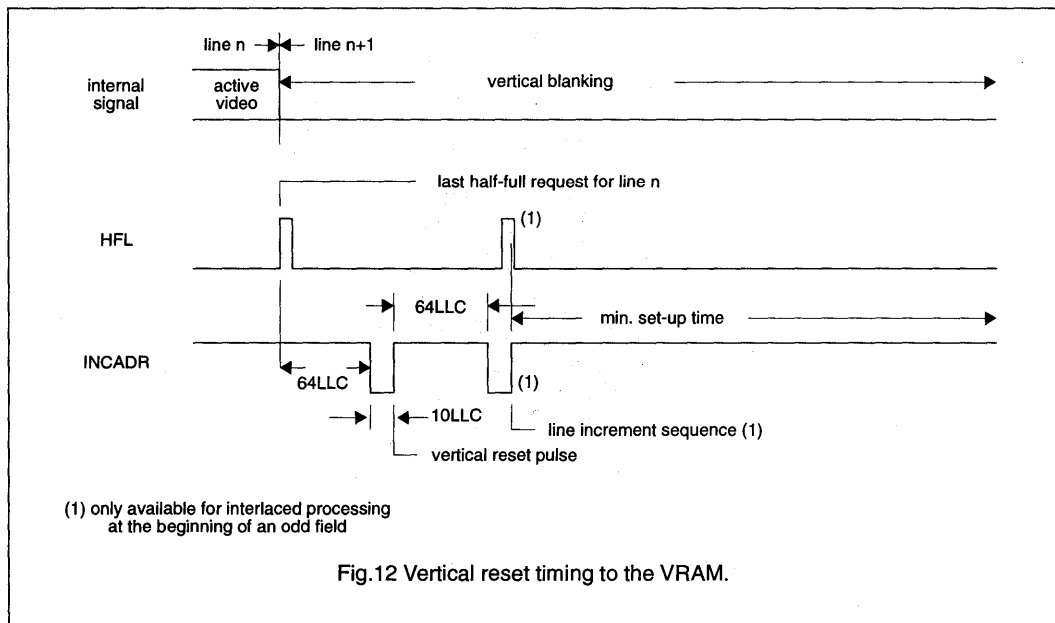 line n line n+1
internal
signal
active
video
vertical blanking
last half-full request for line n
HFL
(1)
64LLC
min. set-up time
INCADR
64LLC
(1)
10LLC
line increment sequence (1)
vertical reset pulse
(1) only available for interlaced processing
at the beginning of an odd field
Fig.12 Vertical reset timing to the VRAM.